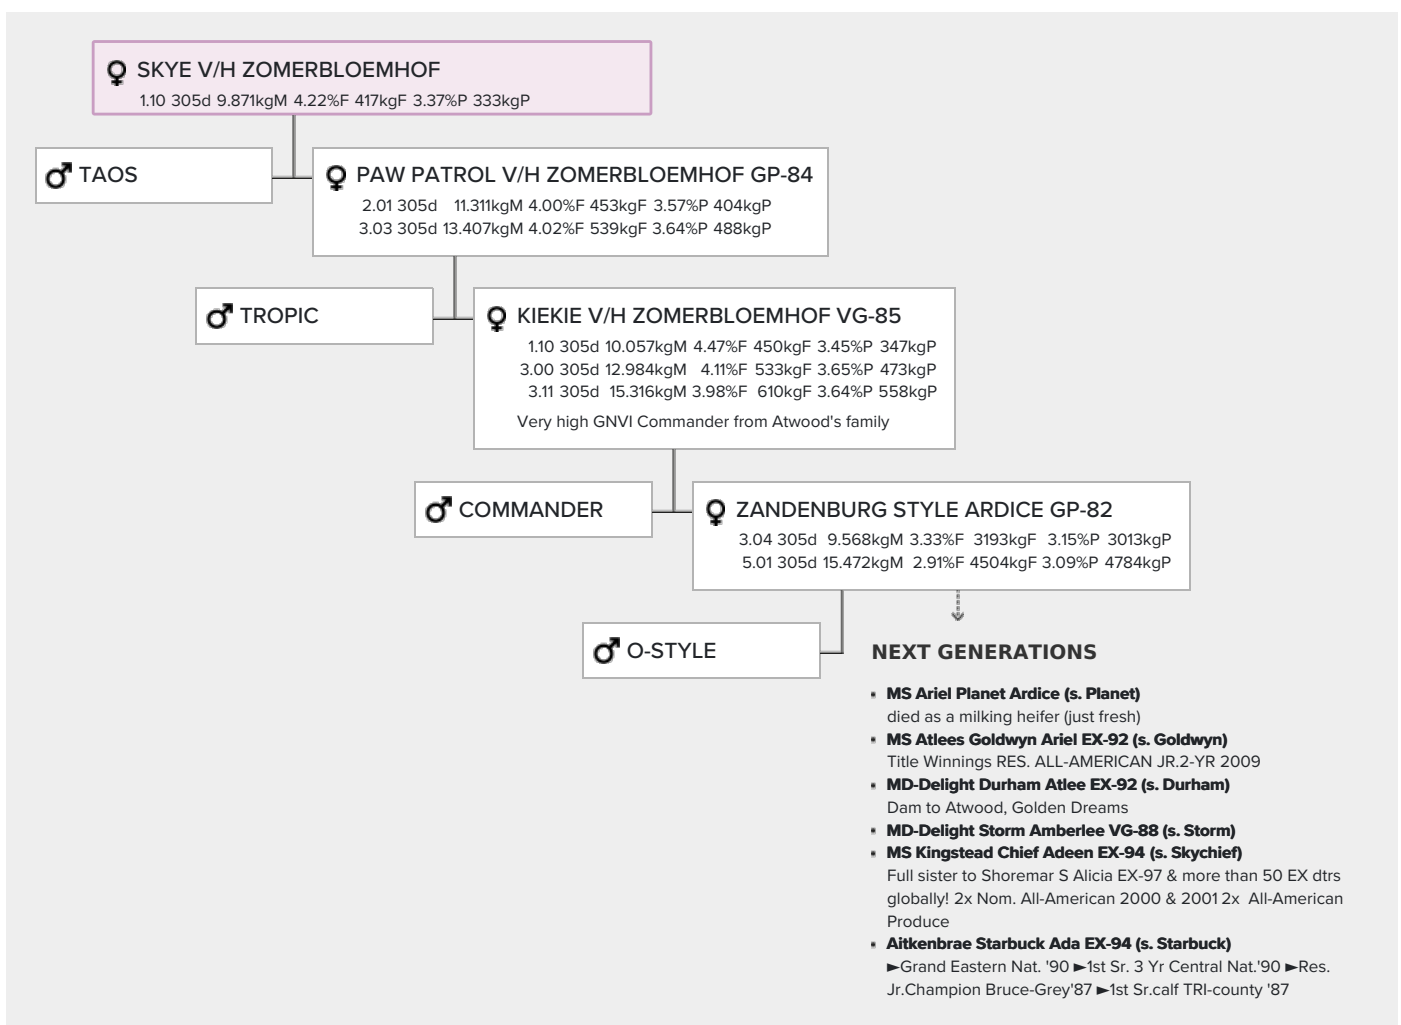 SKYE V/H ZOMERBLOEMHOF
1.10 305d 9.871kgM 4.22%F 417kgF 3.37%P 333kgP
TAOS
PAW PATROL V/H ZOMERBLOEMHOF GP-84
2.01 305d 11.311kgM 4.00%F 453kgF 3.57%P 404kgP
3.03 305d 13.407kgM 4.02%F 539kgF 3.64%P 488kgP
TROPIC
KIEKIE V/H ZOMERBLOEMHOF VG-85
1.10 305d 10.057kgM 4.47%F 450kgF 3.45%P 347kgP
3.00 305d 12.984kgM 4.11%F 533kgF 3.65%P 473kgP
3.11 305d 15.316kgM 3.98%F 610kgF 3.64%P 558kgP
Very high GNVI Commander from Atwood's family
COMMANDER
ZANDENBURG STYLE ARDICE GP-82
3.04 305d 9.568kgM 3.33%F 3193kgF 3.15%P 3013kgP
5.01 305d 15.472kgM 2.91%F 4504kgF 3.09%P 4784kgP
O-STYLE
NEXT GENERATIONS
▪ MS Ariel Planet Ardice (s. Planet)
died as a milking heifer (just fresh)
▪ MS Atlees Goldwyn Ariel EX-92 (s. Goldwyn)
Title Winnings RES. ALL-AMERICAN JR.2-YR 2009
▪ MD-Delight Durham Atlee EX-92 (s. Durham)
Dam to Atwood, Golden Dreams
▪ MD-Delight Storm Amberlee VG-88 (s. Storm)
▪ MS Kingstead Chief Adeen EX-94 (s. Skychief)
Full sister to Shoremar S Alicia EX-97 & more than 50 EX dtrs
globally! 2x Nom. All-American 2000 & 2001 2x All-American
Produce
▪ Aitkenbrae Starbuck Ada EX-94 (s. Starbuck)
►Grand Eastern Nat. '90 ►1st Sr. 3 Yr Central Nat.'90 ►Res.
Jr.Champion Bruce-Grey'87 ►1st Sr.calf TRI-county '87